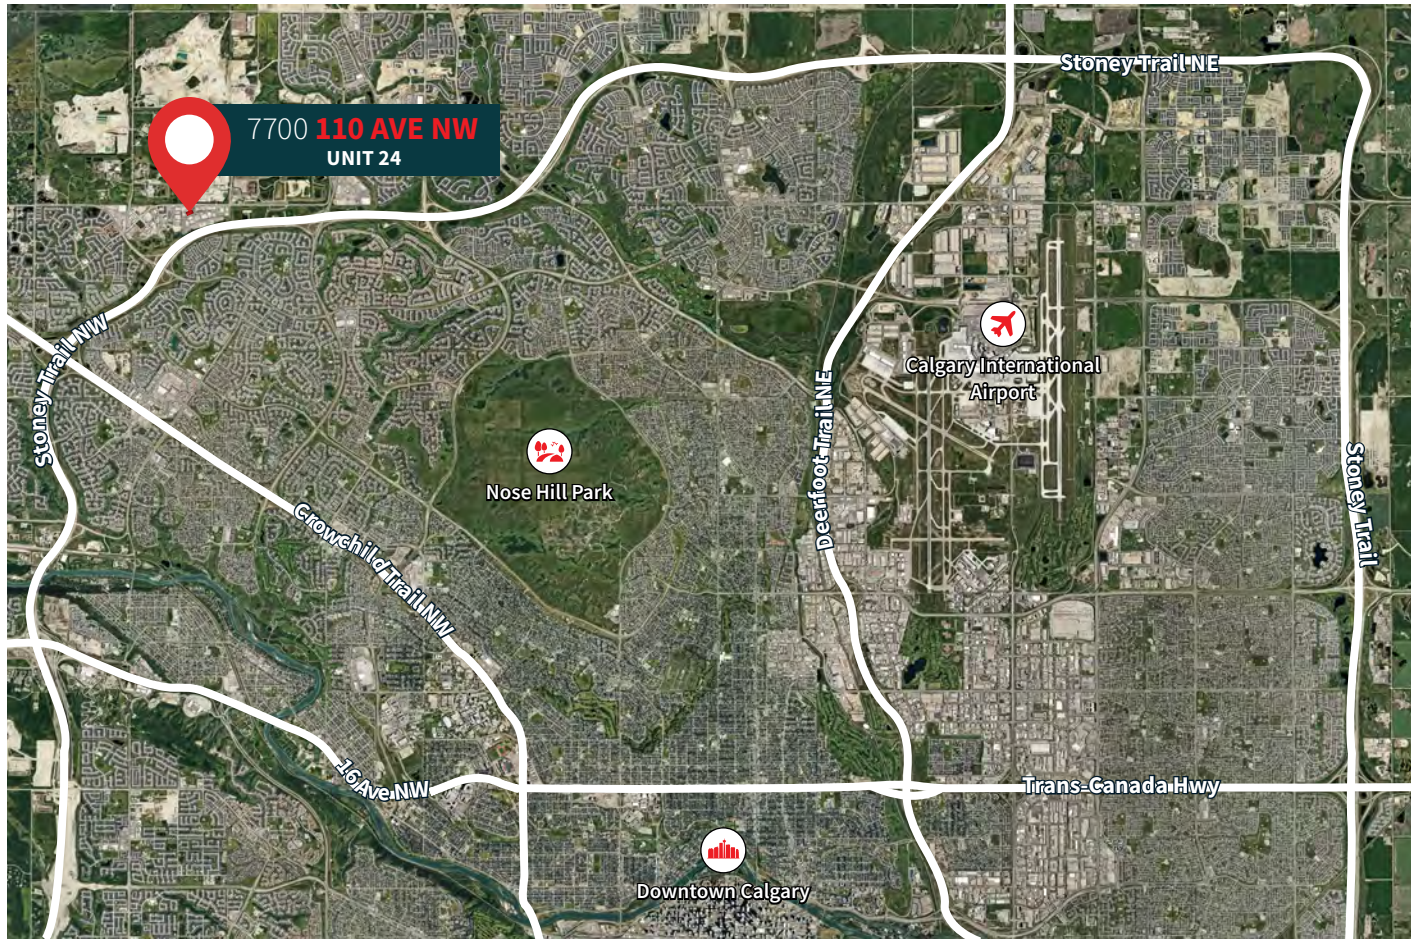 Stoney Trail NE
7700 110 AVE NW
UNIT 24
Stoney Trail NW
Calgary International
Airport
Deerfoot Trail NE
Nose Hill Park
Stoney Trail
Crowchild Trail NW
16 Ave NW
Trans-Canada Hwy
Downtown Calgary